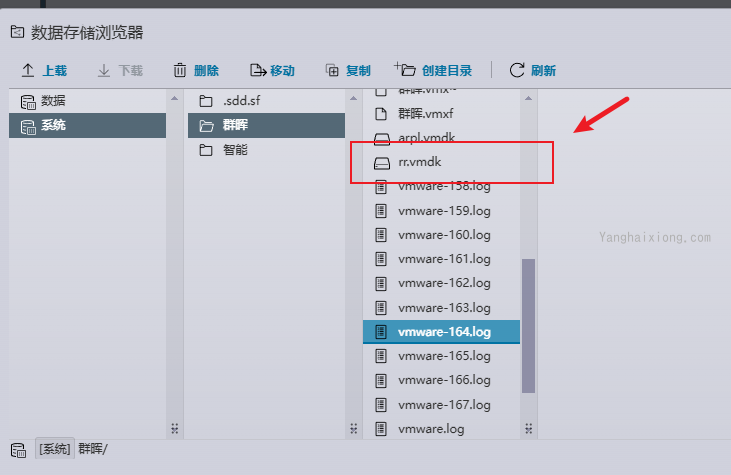 数据存储浏览器
上载
下载
删除
移动
复制
创建目录
刷新
数据
系统
.sdd.sf
群晖
智能
群晖.vmx~
群晖.vmxf
arpl.vmdk
rr.vmdk
vmware-158.log
vmware-159.log
vmware-160.log
vmware-161.log
vmware-162.log
vmware-163.log
vmware-164.log
vmware-165.log
vmware-166.log
vmware-167.log
vmware.log
Yanghaixiong.com
[系统] 群晖/